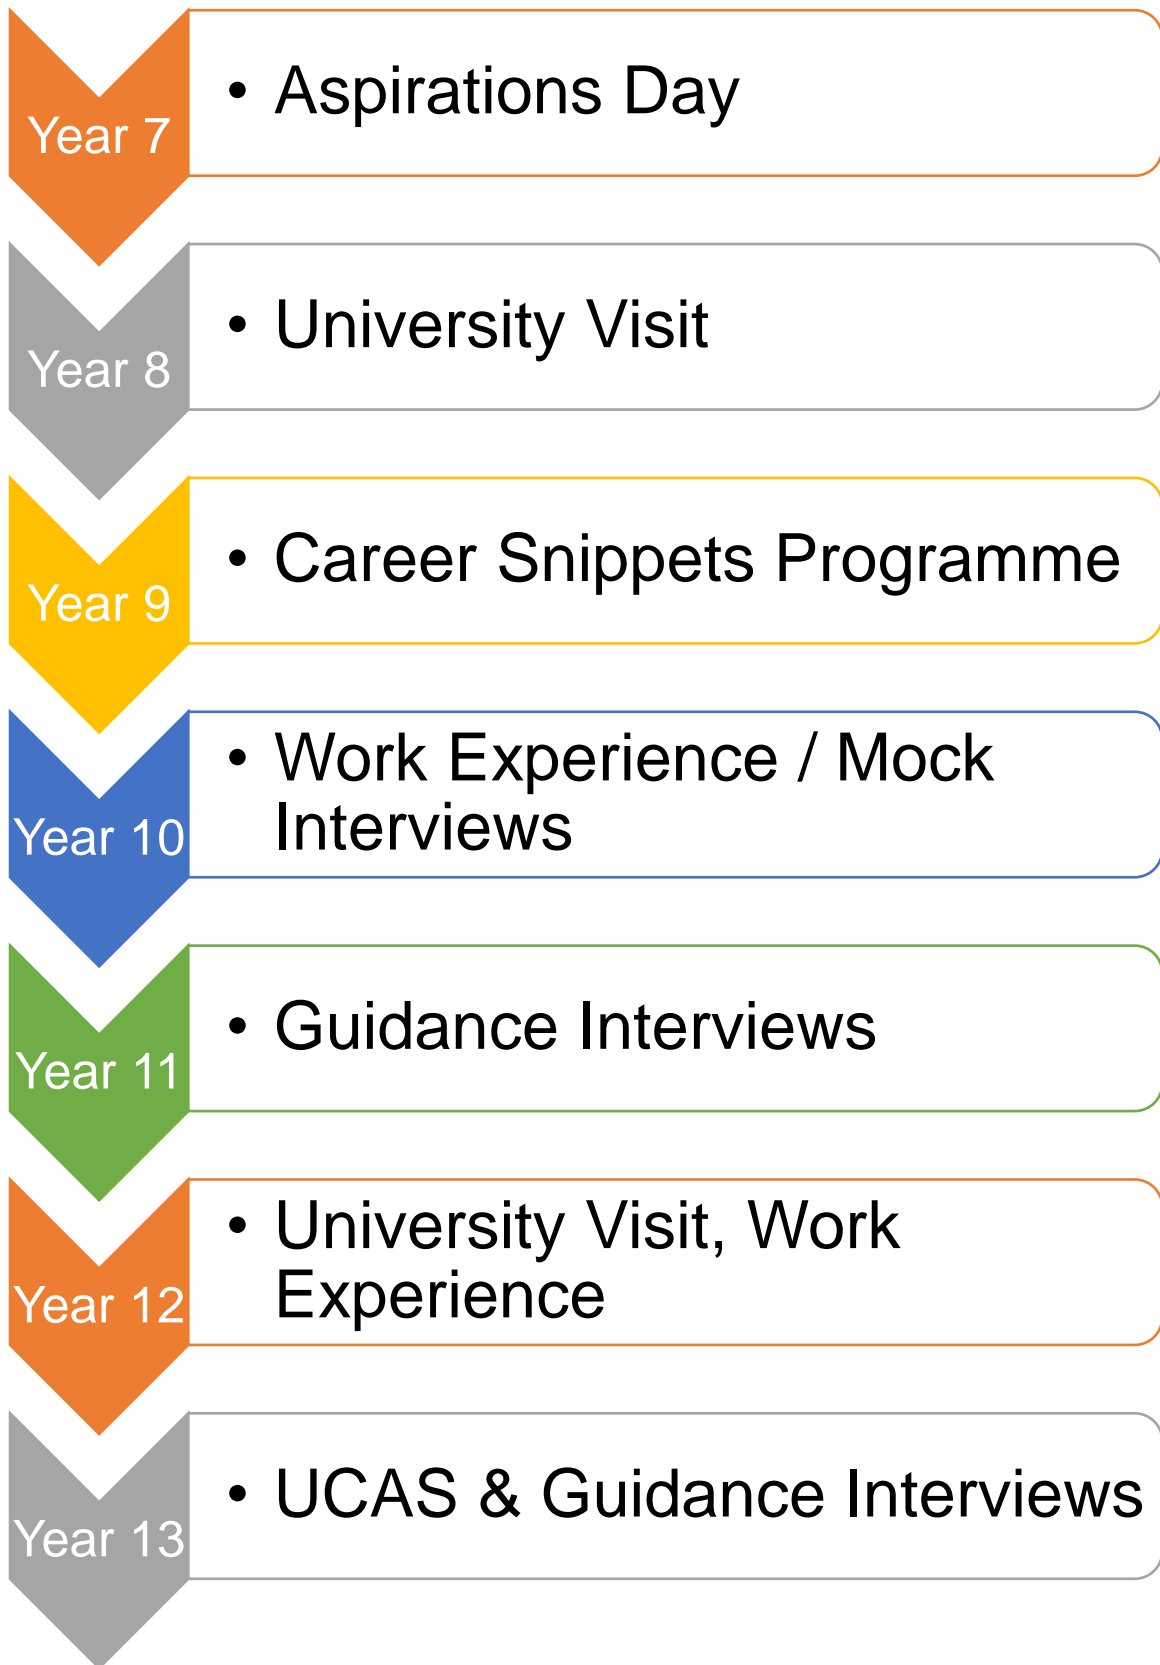 Year 7
• Aspirations Day
Year 8
• University Visit
Year 9
• Career Snippets Programme
Year 10
• Work Experience / Mock
Interviews
Year 11
• Guidance Interviews
Year 12
• University Visit, Work
Experience
Year 13
• UCAS & Guidance Interviews